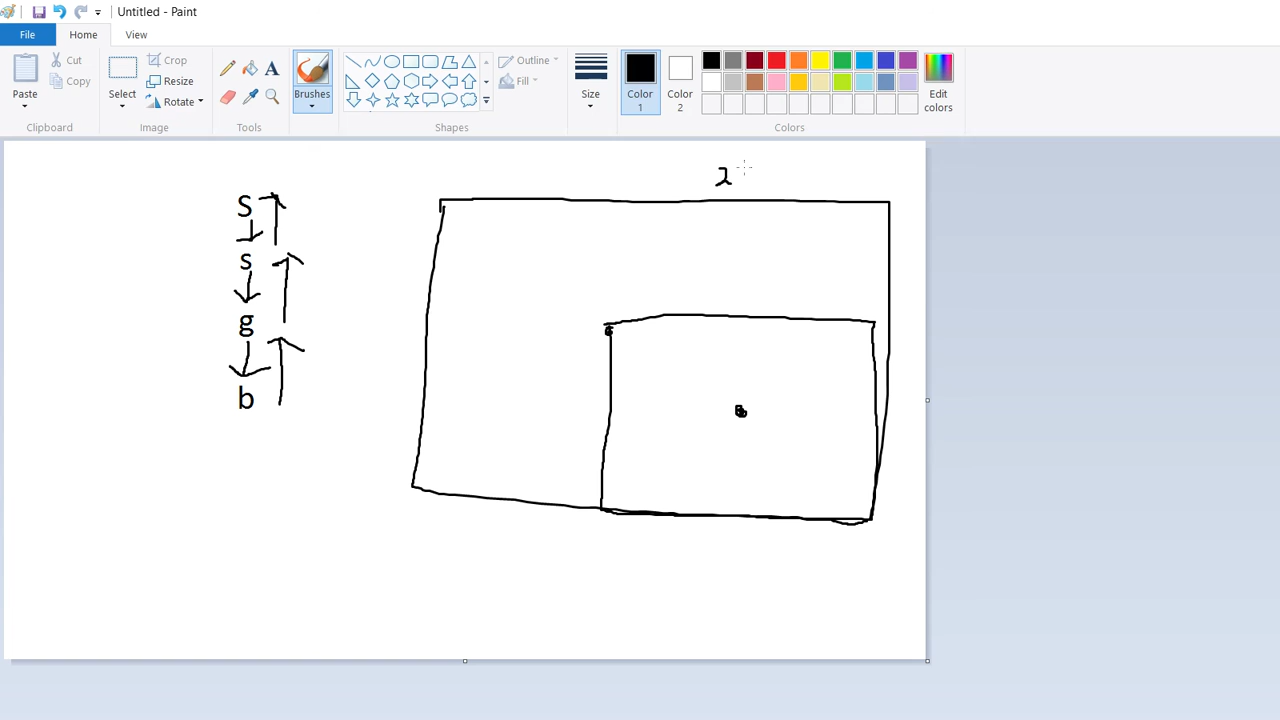 Untitled - Paint
File Home View
Paste
Cut
Copy
Clipboard
Select
Crop
Resize
Rotate
Image
Tools
Brushes
Outline
Fill
Shapes
Size
Color 1
Color 2
Edit colors
Colors
2
S
s
g
b